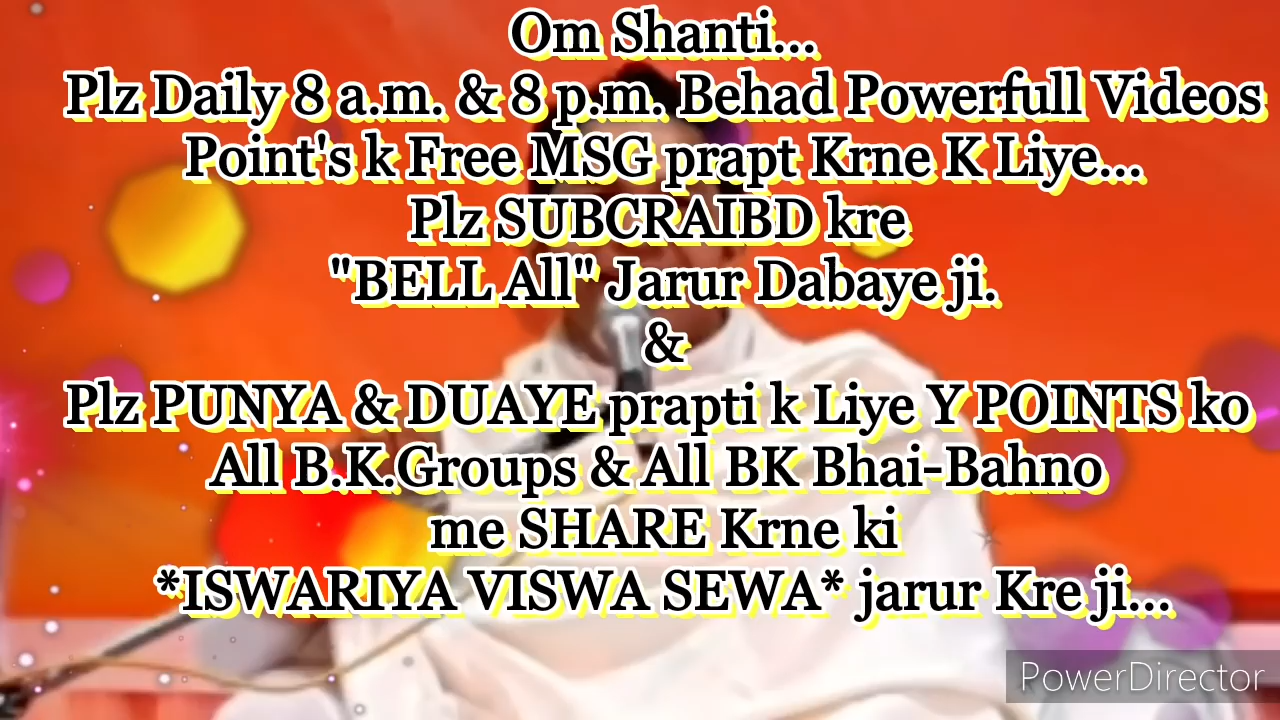 Om Shanti...
Plz Daily 8 a.m. & 8 p.m. Behad Powerfull Videos
Point's k Free MSG prapt Krne K Liye...
Plz SUBCRAIBD kre
"BELL All" Jarur Dabaye ji.
&
Plz PUNYA & DUAYE prapti k Liye Y POINTS ko
All B.K.Groups & All BK Bhai-Bahno
me SHARE Krne ki
*ISWARIYA VISWA SEWA* jarur Kre ji...
PowerDirector